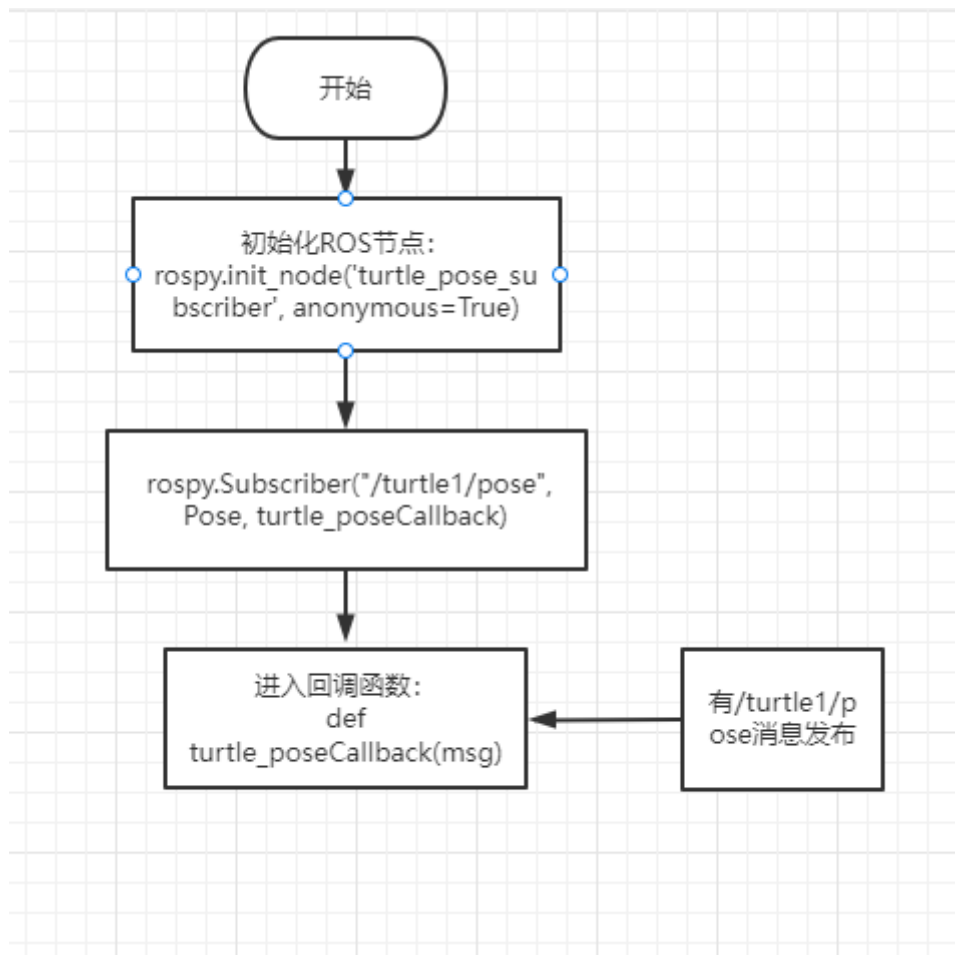 开始
初始化ROS节点：
rospy.init_node('turtle_pose_su
bscriber', anonymous=True)
rospy.Subscriber("/turtle1/pose",
Pose, turtle_poseCallback)
进入回调函数：
def
turtle_poseCallback(msg)
有/turtle1/p
ose消息发布